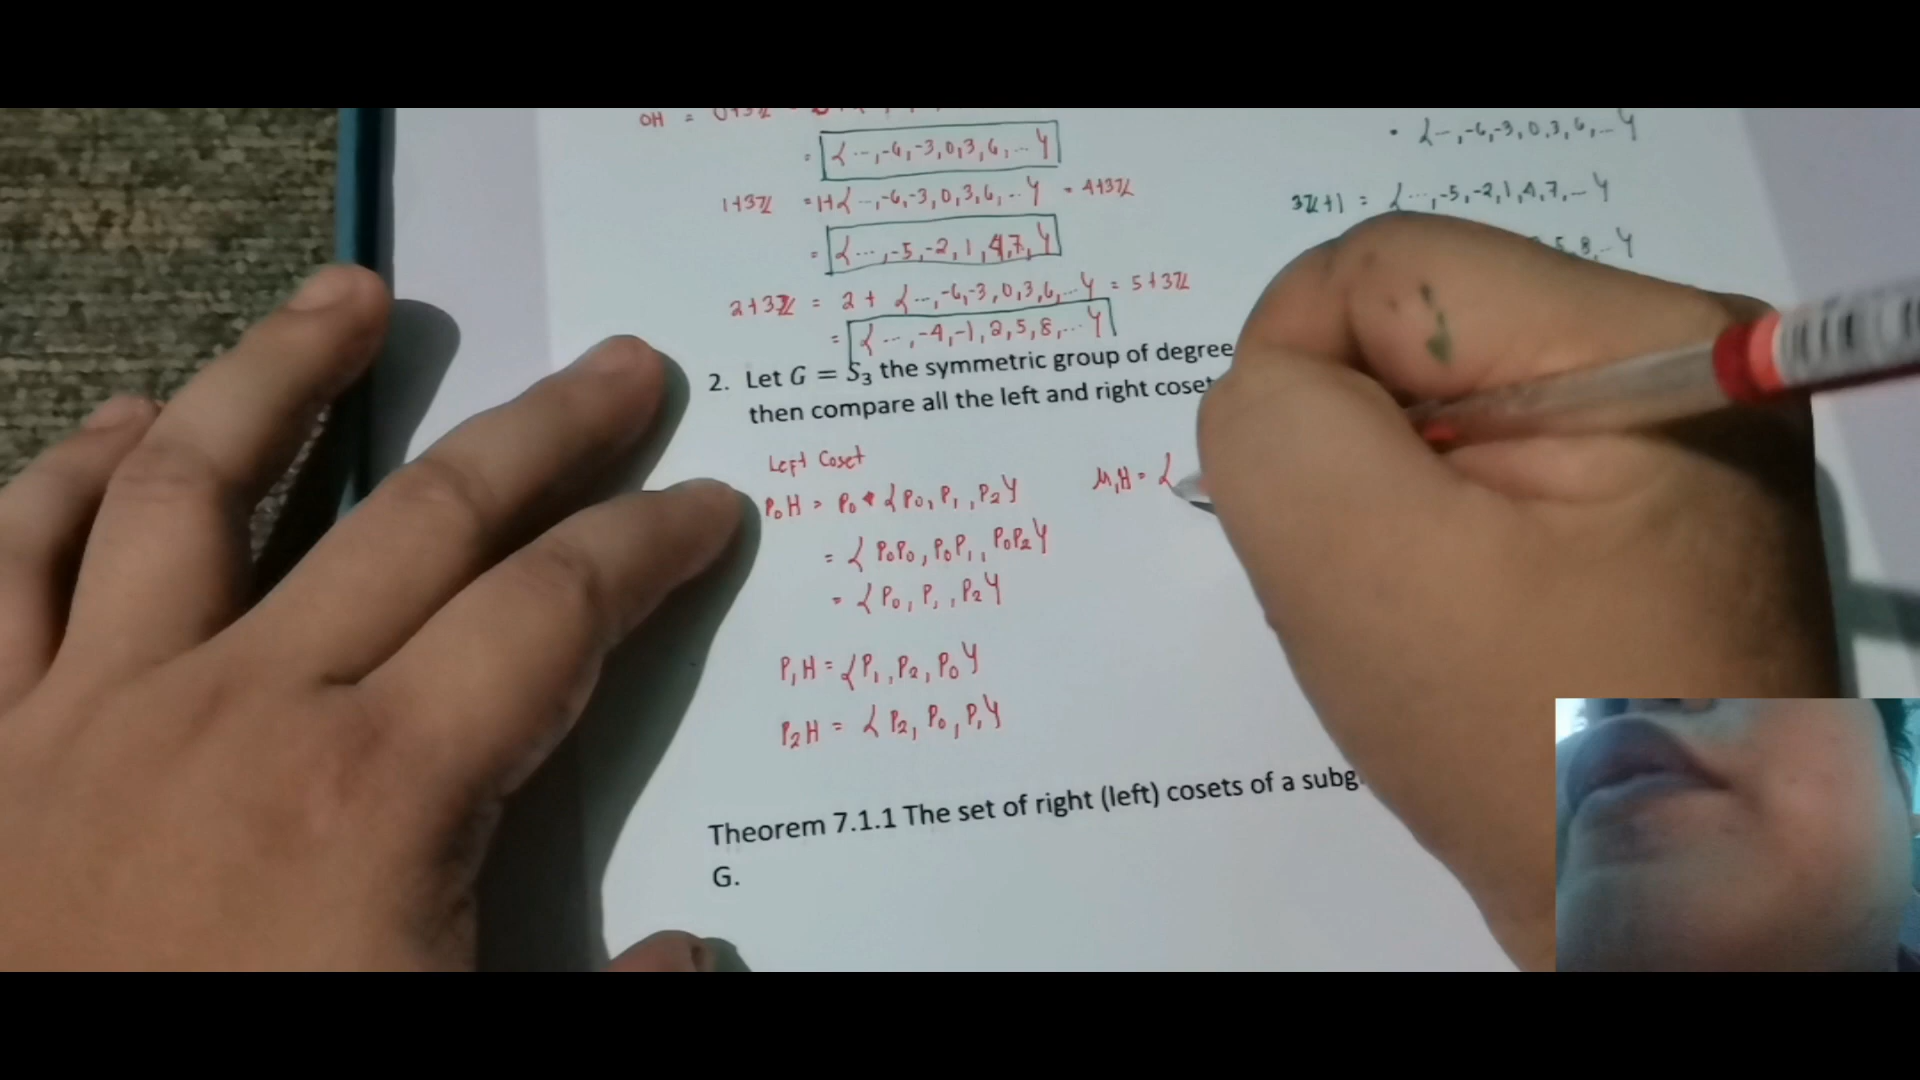 = {…,-6,-3,0,3,6,…}
1+3ℤ = 1+{…,-6,-3,0,3,6,…} = 4+3ℤ
= {…,-5,-2,1,4,7,}
2+3ℤ = 2+{…,-6,-3,0,3,6,…} = 5+3ℤ
= {…,-4,-1,2,5,8,…}
• {…,-6,-3,0,3,6,…}
3ℤ+1 = {…,-5,-2,1,4,7,…}
5,8,…}
2. Let G = S₃ the symmetric group of degree
then compare all the left and right coset
Left Coset
P₀H = P₀ • {P₀,P₁,P₂}
= {P₀P₀,P₀P₁,P₀P₂}
= {P₀,P₁,P₂}
P₁H = {P₁,P₂,P₀}
P₂H = {P₂,P₀,P₁}
μ₁H = {
Theorem 7.1.1 The set of right (left) cosets of a subg
G.